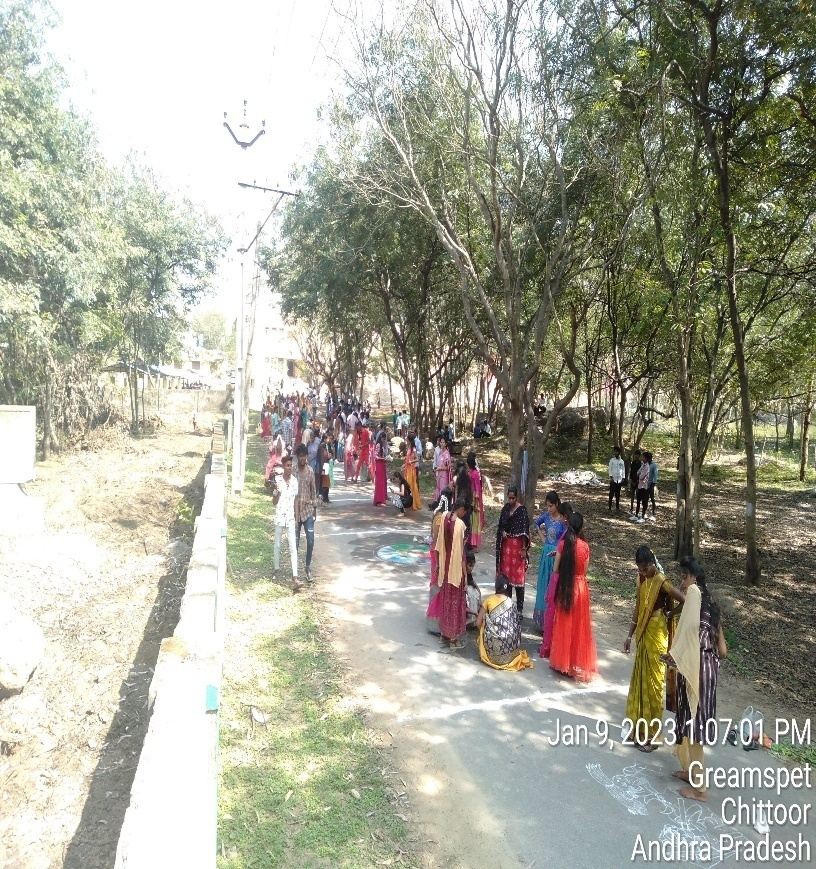 Jan 9, 2023 1:07:01 PM
Greamspet
Chittoor
Andhra Pradesh